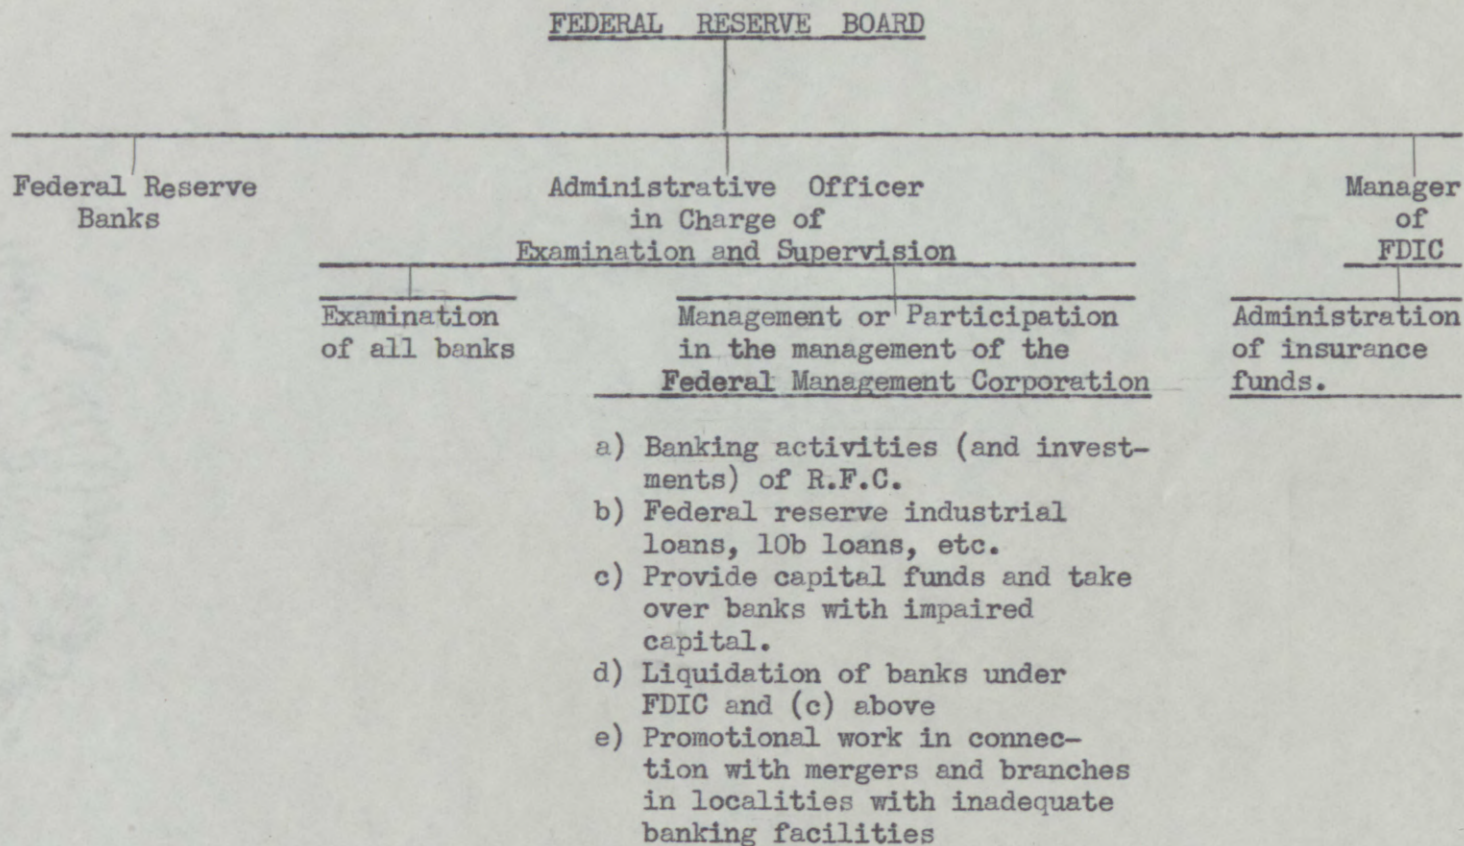 FEDERAL RESERVE BOARD
Federal Reserve
Banks
Administrative Officer
in Charge of
Examination and Supervision
Manager
of
FDIC
Examination
of all banks
Management or Participation
in the management of the
Federal Management Corporation
Administration
of insurance
funds.
a) Banking activities (and invest-
ments) of R.F.C.
b) Federal reserve industrial
loans, 10b loans, etc.
c) Provide capital funds and take
over banks with impaired
capital.
d) Liquidation of banks under
FDIC and (c) above
e) Promotional work in connec-
tion with mergers and branches
in localities with inadequate
banking facilities